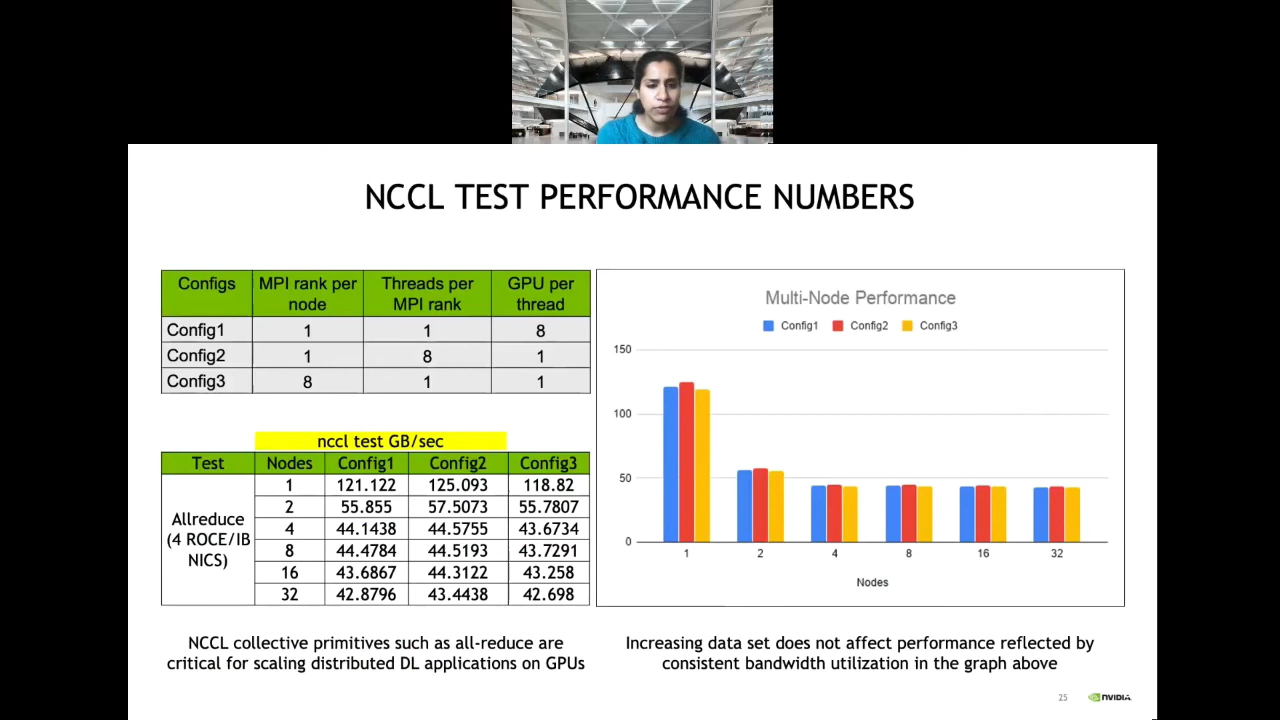 NCCL TEST PERFORMANCE NUMBERS
Configs MPI rank per node Threads per MPI rank GPU per thread
Config1 1 1 8
Config2 1 8 1
Config3 8 1 1
nccl test GB/sec
Test Nodes Config1 Config2 Config3
Allreduce (4 ROCE/IB NICS)
1 121.122 125.093 118.82
2 55.855 57.5073 55.7807
4 44.1438 44.5755 43.6734
8 44.4784 44.5193 43.7291
16 43.6867 44.3122 43.258
32 42.8796 43.4438 42.698
NCCL collective primitives such as all-reduce are
critical for scaling distributed DL applications on GPUs
Multi-Node Performance
Config1 Config2 Config3
150
100
50
0
1 2 4 8 16 32
Nodes
Increasing data set does not affect performance reflected by
consistent bandwidth utilization in the graph above
25 NVIDIA.